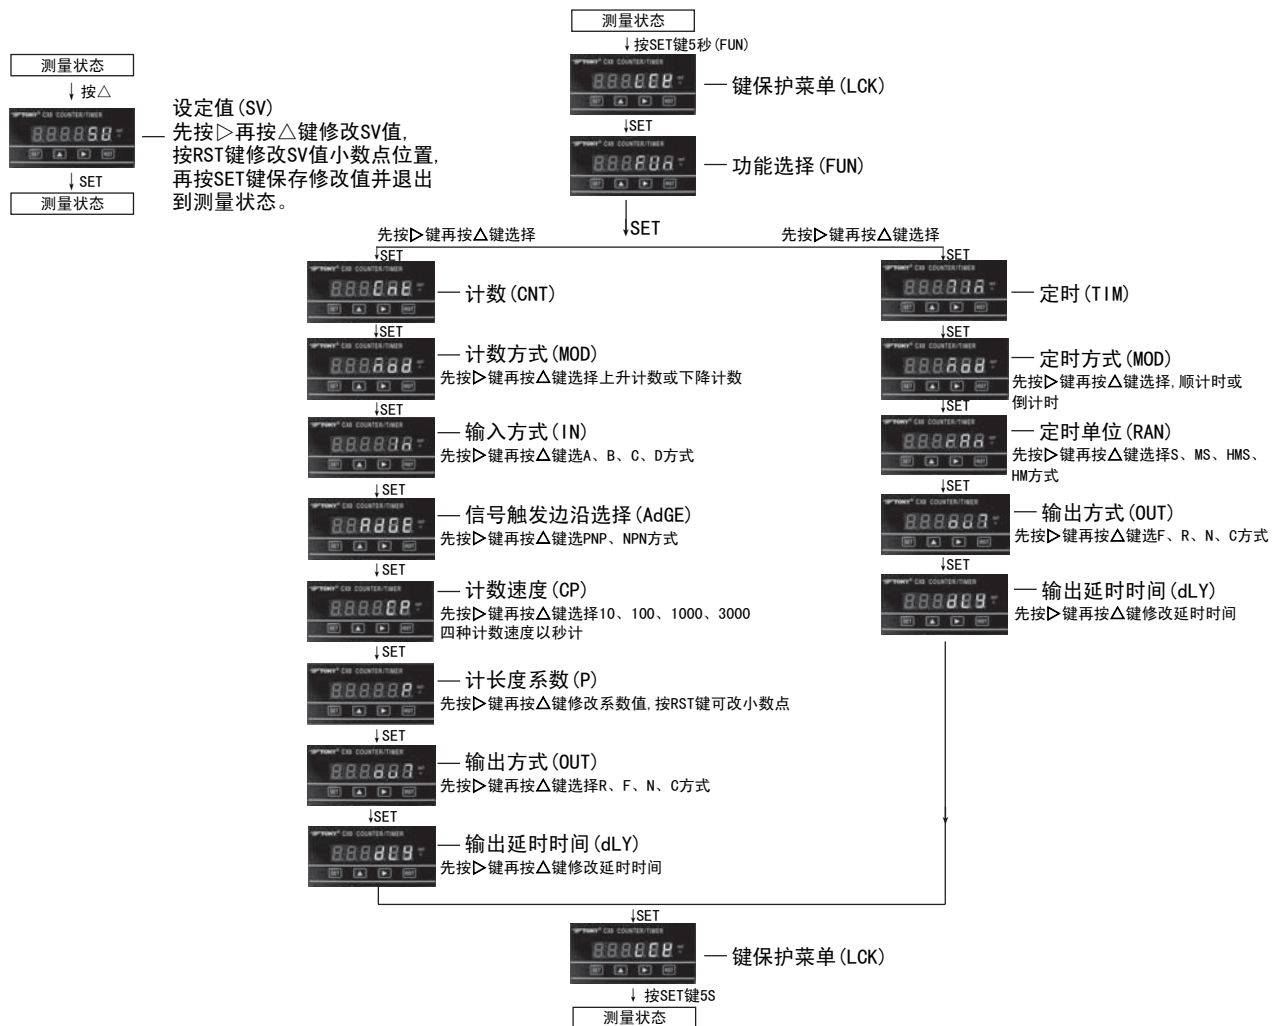 测量状态
↓按△
TONY CX8 COUNTER/TIMER
SV
设定值(SV)
先按▷再按△键修改SV值,
按RST键修改SV值小数点位置,
再按SET键保存修改值并退出
到测量状态。
↓SET
测量状态
测量状态
↓按SET键5秒(FUN)
LCK
键保护菜单(LCK)
↓SET
FUn
功能选择(FUN)
↓SET
先按▷键再按△键选择
↓SET
Cnt
计数(CNT)
↓SET
计数方式(MOD)
先按▷键再按△键选择上升计数或下降计数
↓SET
In
输入方式(IN)
先按▷键再按△键选A、B、C、D方式
↓SET
AdGE
信号触发边沿选择(AdGE)
先按▷键再按△键选PNP、NPN方式
↓SET
CP
计数速度(CP)
先按▷键再按△键选择10、100、1000、3000
四种计数速度以秒计
↓SET
P
计长度系数(P)
先按▷键再按△键修改系数值,按RST键可改小数点
↓SET
输出方式(OUT)
先按▷键再按△键选择R、F、N、C方式
↓SET
dLY
输出延时时间(dLY)
先按▷键再按△键修改延时时间
先按▷键再按△键选择
↓SET
定时(TIM)
↓SET
定时方式(MOD)
先按▷键再按△键选择,顺计时或
倒计时
↓SET
rAn
定时单位(RAN)
先按▷键再按△键选择S、MS、HMS、
HM方式
↓SET
输出方式(OUT)
先按▷键再按△键选F、R、N、C方式
↓SET
dLY
输出延时时间(dLY)
先按▷键再按△键修改延时时间
↓SET
LCK
键保护菜单(LCK)
↓ 按SET键5S
测量状态